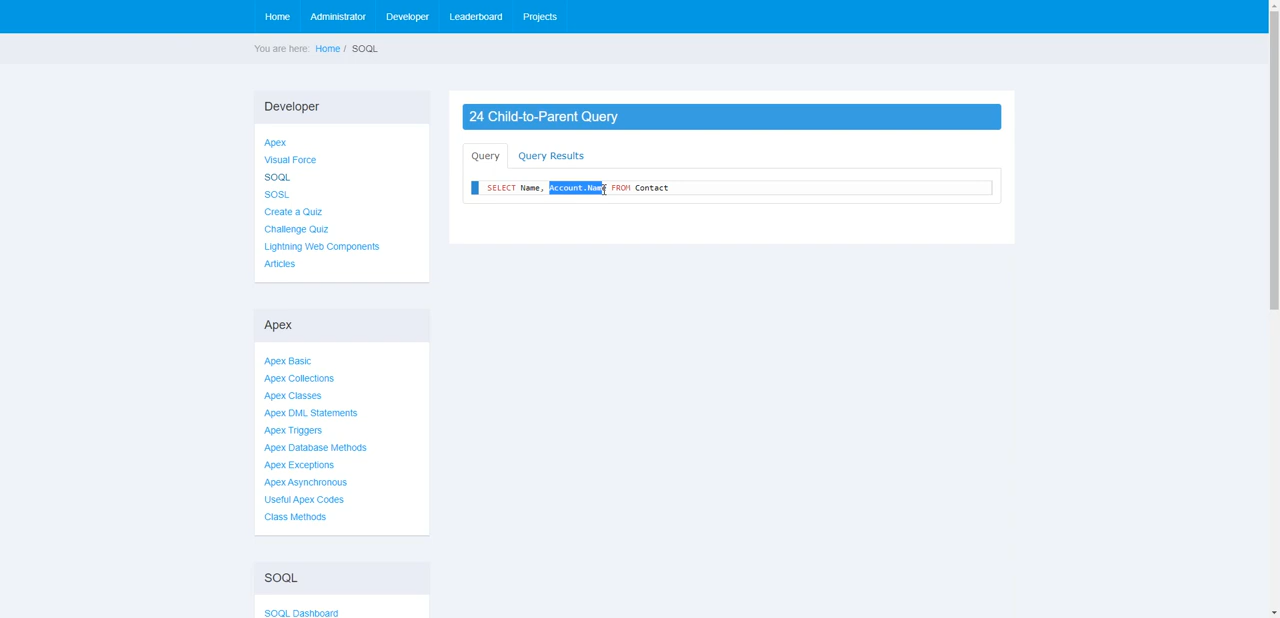 Home Administrator Developer Leaderboard Projects
You are here: Home / SOQL
Developer
Apex
Visual Force
SOQL
SOSL
Create a Quiz
Challenge Quiz
Lightning Web Components
Articles
24 Child-to-Parent Query
Query Query Results
SELECT Name, Account.Name FROM Contact
Apex
Apex Basic
Apex Collections
Apex Classes
Apex DML Statements
Apex Triggers
Apex Database Methods
Apex Exceptions
Apex Asynchronous
Useful Apex Codes
Class Methods
SOQL
SOQL Dashboard